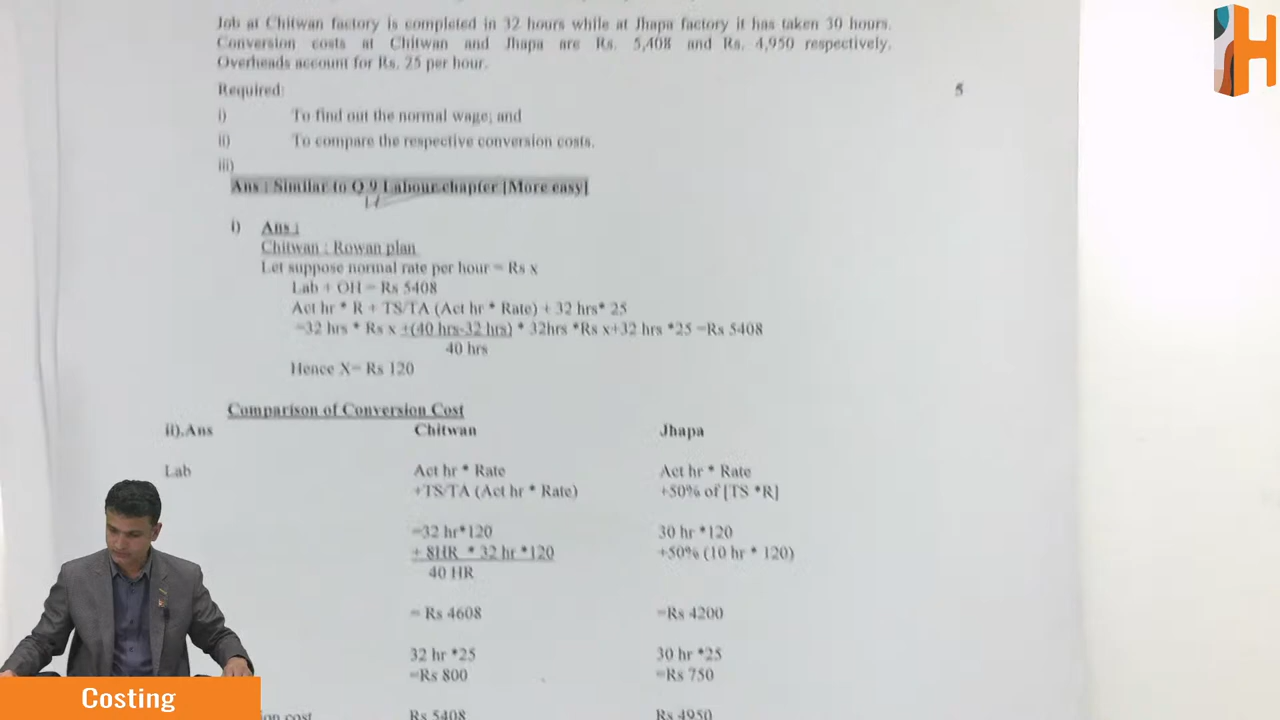 Job at Chitwan factory is completed in 32 hours while at Jhapa factory it has taken 30 hours.
Conversion costs at Chitwan and Jhapa are Rs. 5,408 and Rs. 4,950 respectively.
Overheads account for Rs. 25 per hour.
Required: 5
i) To find out the normal wage; and
ii) To compare the respective conversion costs.
iii)
Ans : Similar to Q 9 Labour chapter [More easy]
i) Ans :
Chitwan : Rowan plan
Let suppose normal rate per hour = Rs x
Lab + OH = Rs 5408
Act hr * R + TS/TA (Act hr * Rate) + 32 hrs* 25
=32 hrs * Rs x +(40 hrs-32 hrs) * 32hrs *Rs x+32 hrs *25 =Rs 5408
40 hrs
Hence X= Rs 120
Comparison of Conversion Cost
ii).Ans Chitwan Jhapa
Lab Act hr * Rate Act hr * Rate
+TS/TA (Act hr * Rate) +50% of [TS *R]
=32 hr*120 30 hr *120
+ 8HR * 32 hr *120 +50% (10 hr * 120)
40 HR
= Rs 4608 =Rs 4200
32 hr *25 30 hr *25
=Rs 800 =Rs 750
cost Rs 5408 Rs 4950
Costing
H